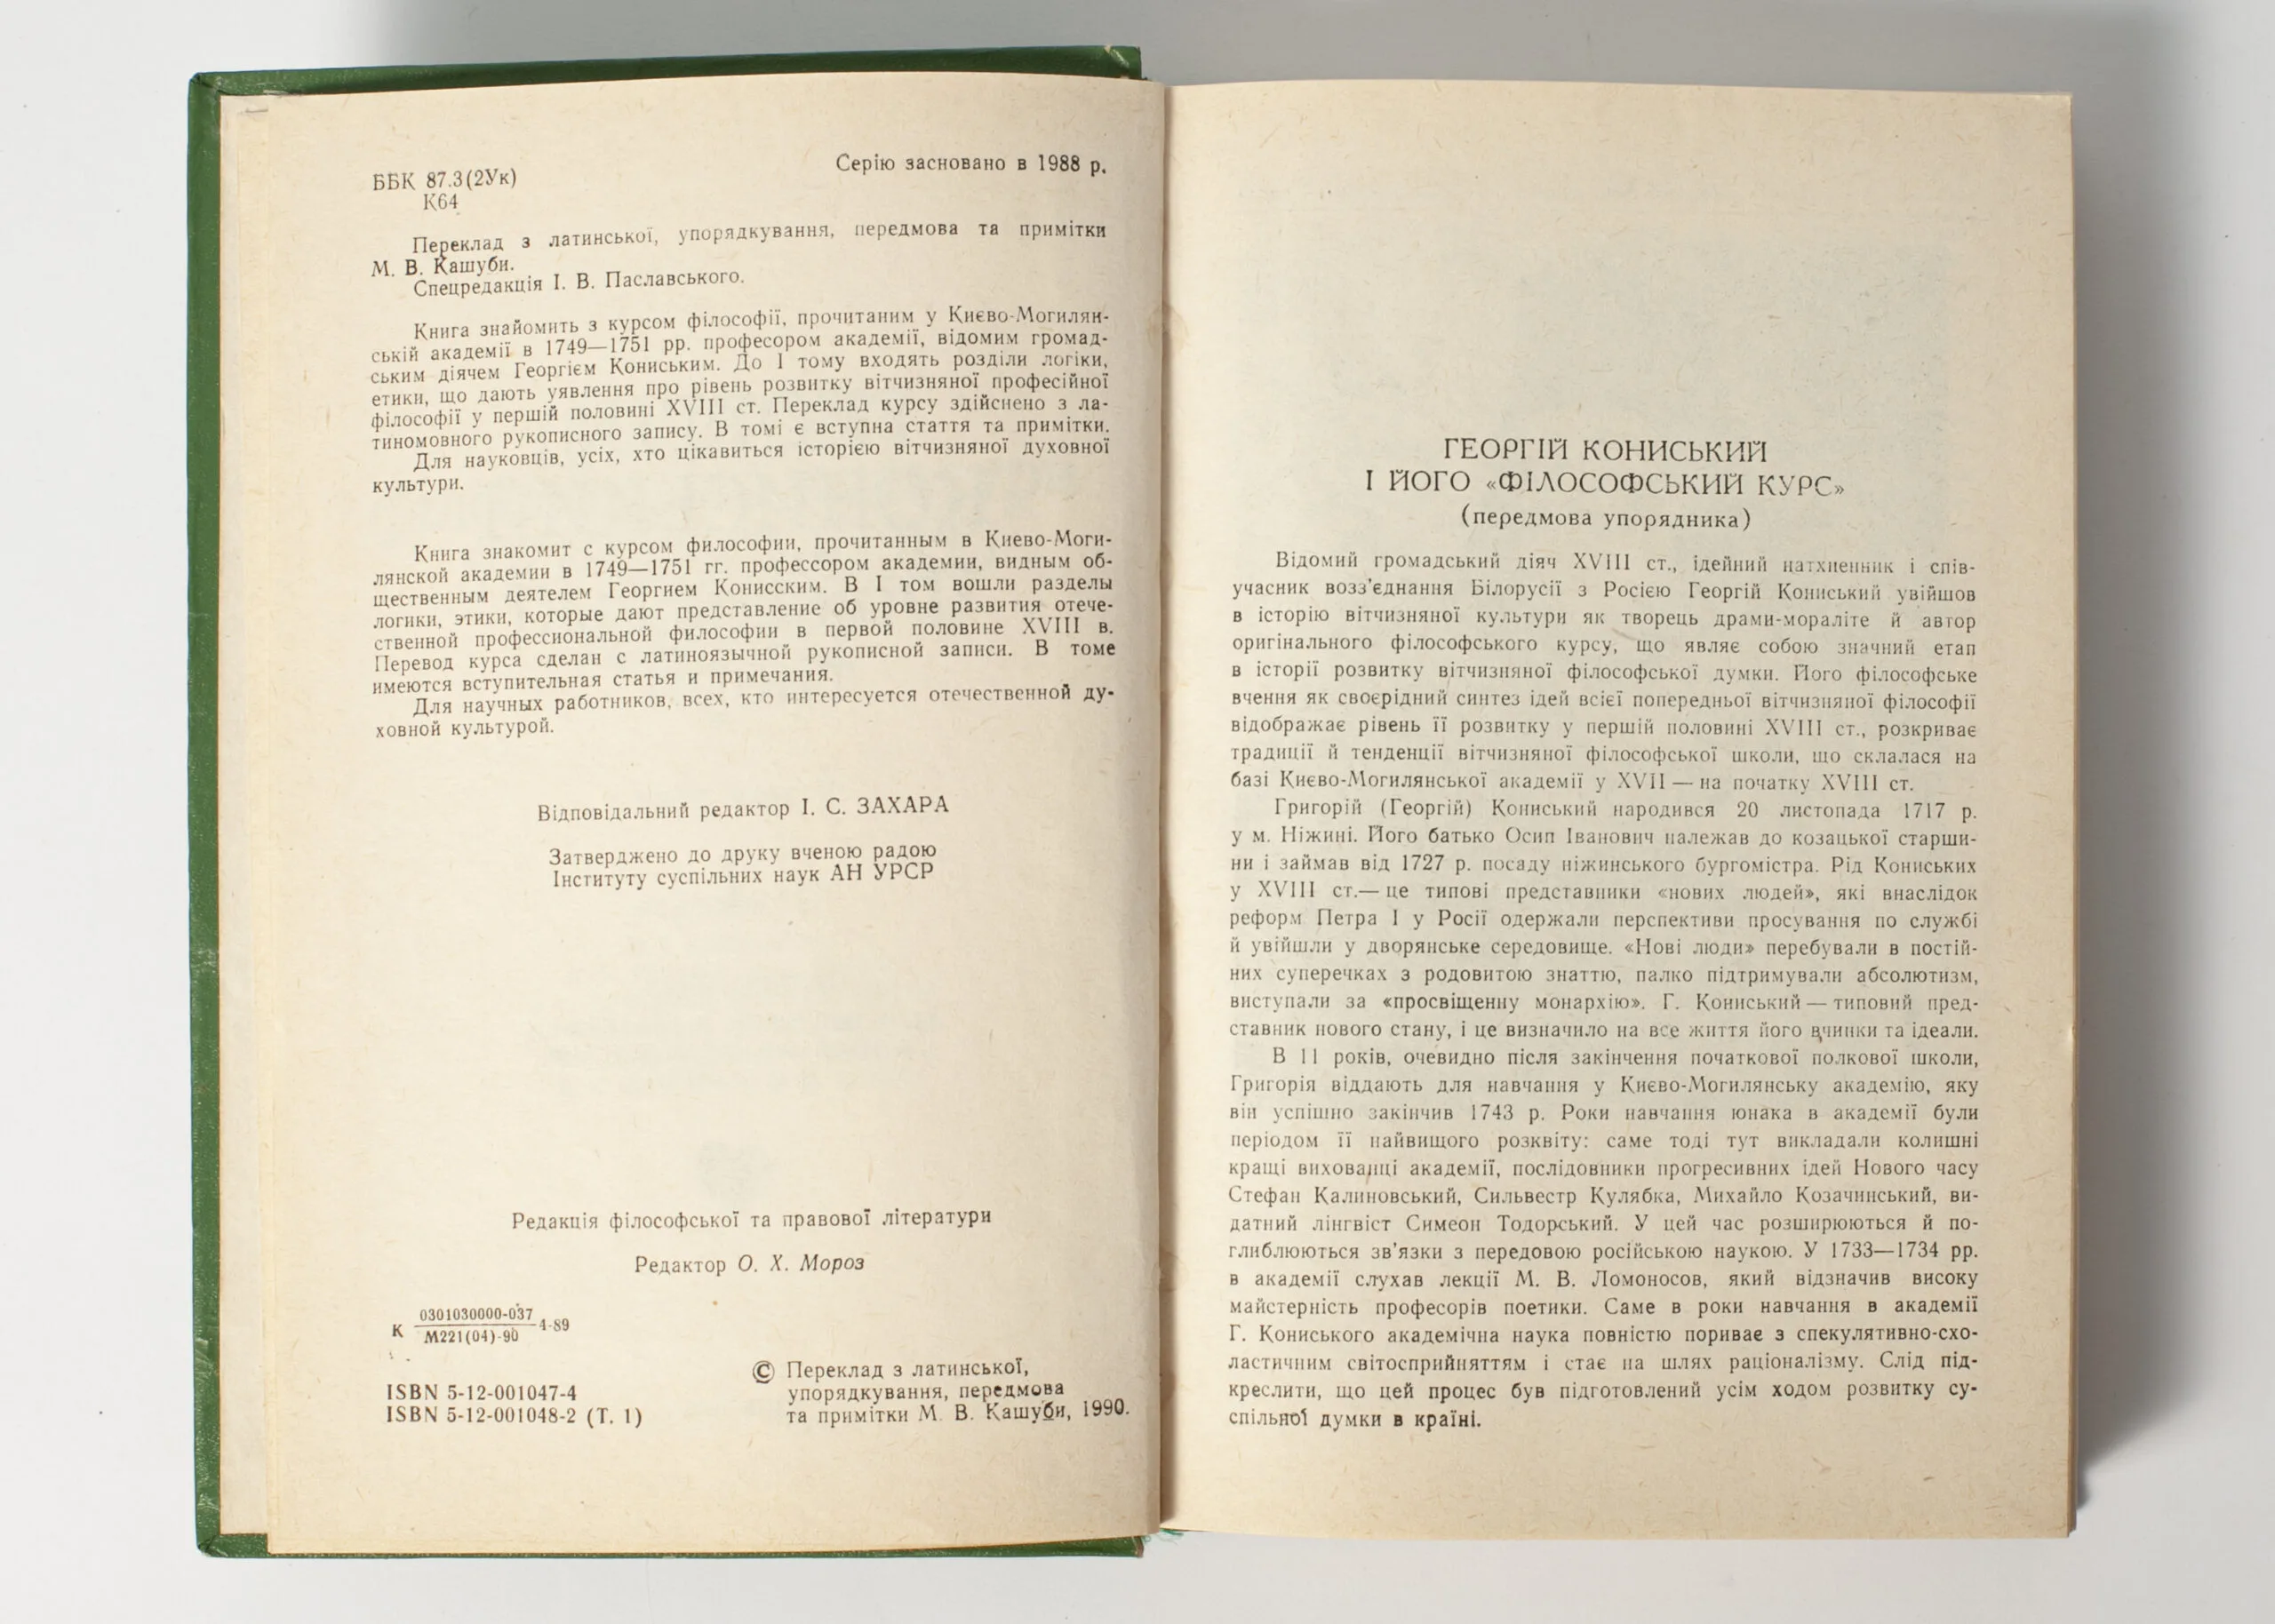 ББК 87.3(2Ук)
К64
Серію засновано в 1988 р.
Переклад з латинської, упорядкування, передмова та примітки
М. В. Кашуби.
Спецредакція І. В. Паславського.
Книга знайомить з курсом філософії, прочитаним у Києво-Могилян-
ській академії в 1749—1751 рр. професором академії, відомим громад-
ським діячем Георгієм Кониським. До І тому входять розділи логіки,
етики, що дають уявлення про рівень розвитку вітчизняної професійної
філософії у першій половині XVIII ст. Переклад курсу здійснено з ла-
тиномовного рукописного запису. В томі є вступна стаття та примітки.
Для науковців, усіх, хто цікавиться історією вітчизняної духовної
культури.
Книга знакомит с курсом философии, прочитанным в Киево-Моги-
лянской академии в 1749—1751 гг. профессором академии, видным об-
щественным деятелем Георгием Конисским. В I том вошли разделы
логики, этики, которые дают представление об уровне развития отече-
ственной профессиональной философии в первой половине XVIII в.
Перевод курса сделан с латиноязычной рукописной записи. В томе
имеются вступительная статья и примечания.
Для научных работников, всех, кто интересуется отечественной ду-
ховной культурой.
Відповідальний редактор І. С. ЗАХАРА
Затверджено до друку вченою радою
Інституту суспільних наук АН УРСР
Редакція філософської та правової літератури
Редактор О. Х. Мороз
К 0301030000-037 4-89
М221(04)-90
ISBN 5-12-001047-4
ISBN 5-12-001048-2 (Т. 1)
© Переклад з латинської,
упорядкування, передмова
та примітки М. В. Кашуби, 1990.
ГЕОРГІЙ КОНИСЬКИЙ
І ЙОГО «ФІЛОСОФСЬКИЙ КУРС»
(передмова упорядника)
Відомий громадський діяч XVIII ст., ідейний натхненник і спів-
учасник возз’єднання Білорусії з Росією Георгій Кониський увійшов
в історію вітчизняної культури як творець драми-мораліте й автор
оригінального філософського курсу, що являє собою значний етап
в історії розвитку вітчизняної філософської думки. Його філософське
вчення як своєрідний синтез ідей всієї попередньої вітчизняної філософії
відображає рівень її розвитку у першій половині XVIII ст., розкриває
традиції й тенденції вітчизняної філософської школи, що склалася на
базі Києво-Могилянської академії у XVII — на початку XVIII ст.
Григорій (Георгій) Кониський народився 20 листопада 1717 р.
у м. Ніжині. Його батько Осип Іванович належав до козацької старши-
ни і займав від 1727 р. посаду ніжинського бургомістра. Рід Кониських
у XVIII ст.— це типові представники «нових людей», які внаслідок
реформ Петра І у Росії одержали перспективи просування по службі
й увійшли у дворянське середовище. «Нові люди» перебували в постій-
них суперечках з родовитою знаттю, палко підтримували абсолютизм,
виступали за «просвіщенну монархію». Г. Кониський — типовий пред-
ставник нового стану, і це визначило на все життя його вчинки та ідеали.
В 11 років, очевидно після закінчення початкової полкової школи,
Григорія віддають для навчання у Києво-Могилянську академію, яку
він успішно закінчив 1743 р. Роки навчання юнака в академії були
періодом її найвищого розквіту: саме тоді тут викладали колишні
кращі вихованці академії, послідовники прогресивних ідей Нового часу
Стефан Калиновський, Сильвестр Кулябка, Михайло Козачинський, ви-
датний лінгвіст Симеон Тодорський. У цей час розширюються й по-
глиблюються зв’язки з передовою російською наукою. У 1733—1734 рр.
в академії слухав лекції М. В. Ломоносов, який відзначив високу
майстерність професорів поетики. Саме в роки навчання в академії
Г. Кониського академічна наука повністю пориває з спекулятивно-схо-
ластичним світосприйняттям і стає на шлях раціоналізму. Слід під-
креслити, що цей процес був підготовлений усім ходом розвитку су-
спільної думки в країні.